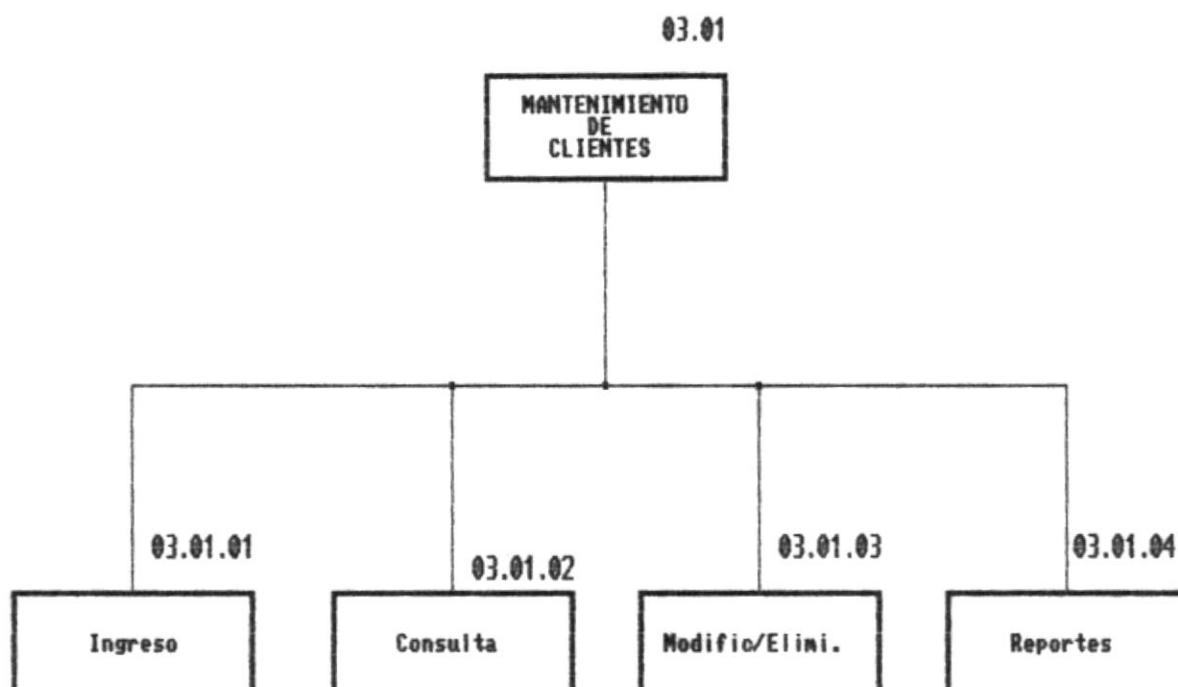 03.01
MANTENIMIENTO
DE
CLIENTES
03.01.01
03.01.02
03.01.03
03.01.04
Ingreso
Consulta
Modific/Elimi.
Reportes